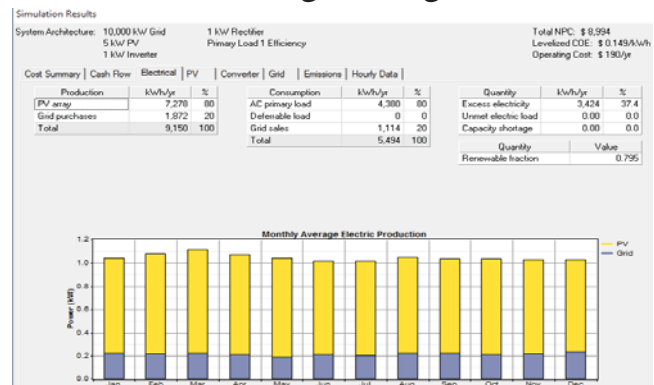 Simulation Results
System Architecture: 10,000 kW Grid 1 kW Rectifier Total NPC: $ 8,994
5 kW PV Primary Load 1 Efficiency Levelized COE: $ 0.149/kWh
1 kW Inverter Operating Cost: $ 190/yr
Cost Summary Cash Flow Electrical PV Converter Grid Emissions Hourly Data
Production kWh/yr % Consumption kWh/yr % Quantity kWh/yr %
PV array 7,278 80 AC primary load 4,380 80 Excess electricity 3,424 37.4
Grid purchases 1,872 20 Deferrable load 0 0 Unmet electric load 0.00 0.0
Total 9,150 100 Grid sales 1,114 20 Capacity shortage 0.00 0.0
Total 5,494 100 Quantity Value
Renewable fraction 0.795
Monthly Average Electric Production
1.2
1.0
0.8
0.6
0.4
0.2
0.0
Power (kW)
PV
Grid
Jan Feb Mar Apr May Jun Jul Aug Sep Oct Nov Dec